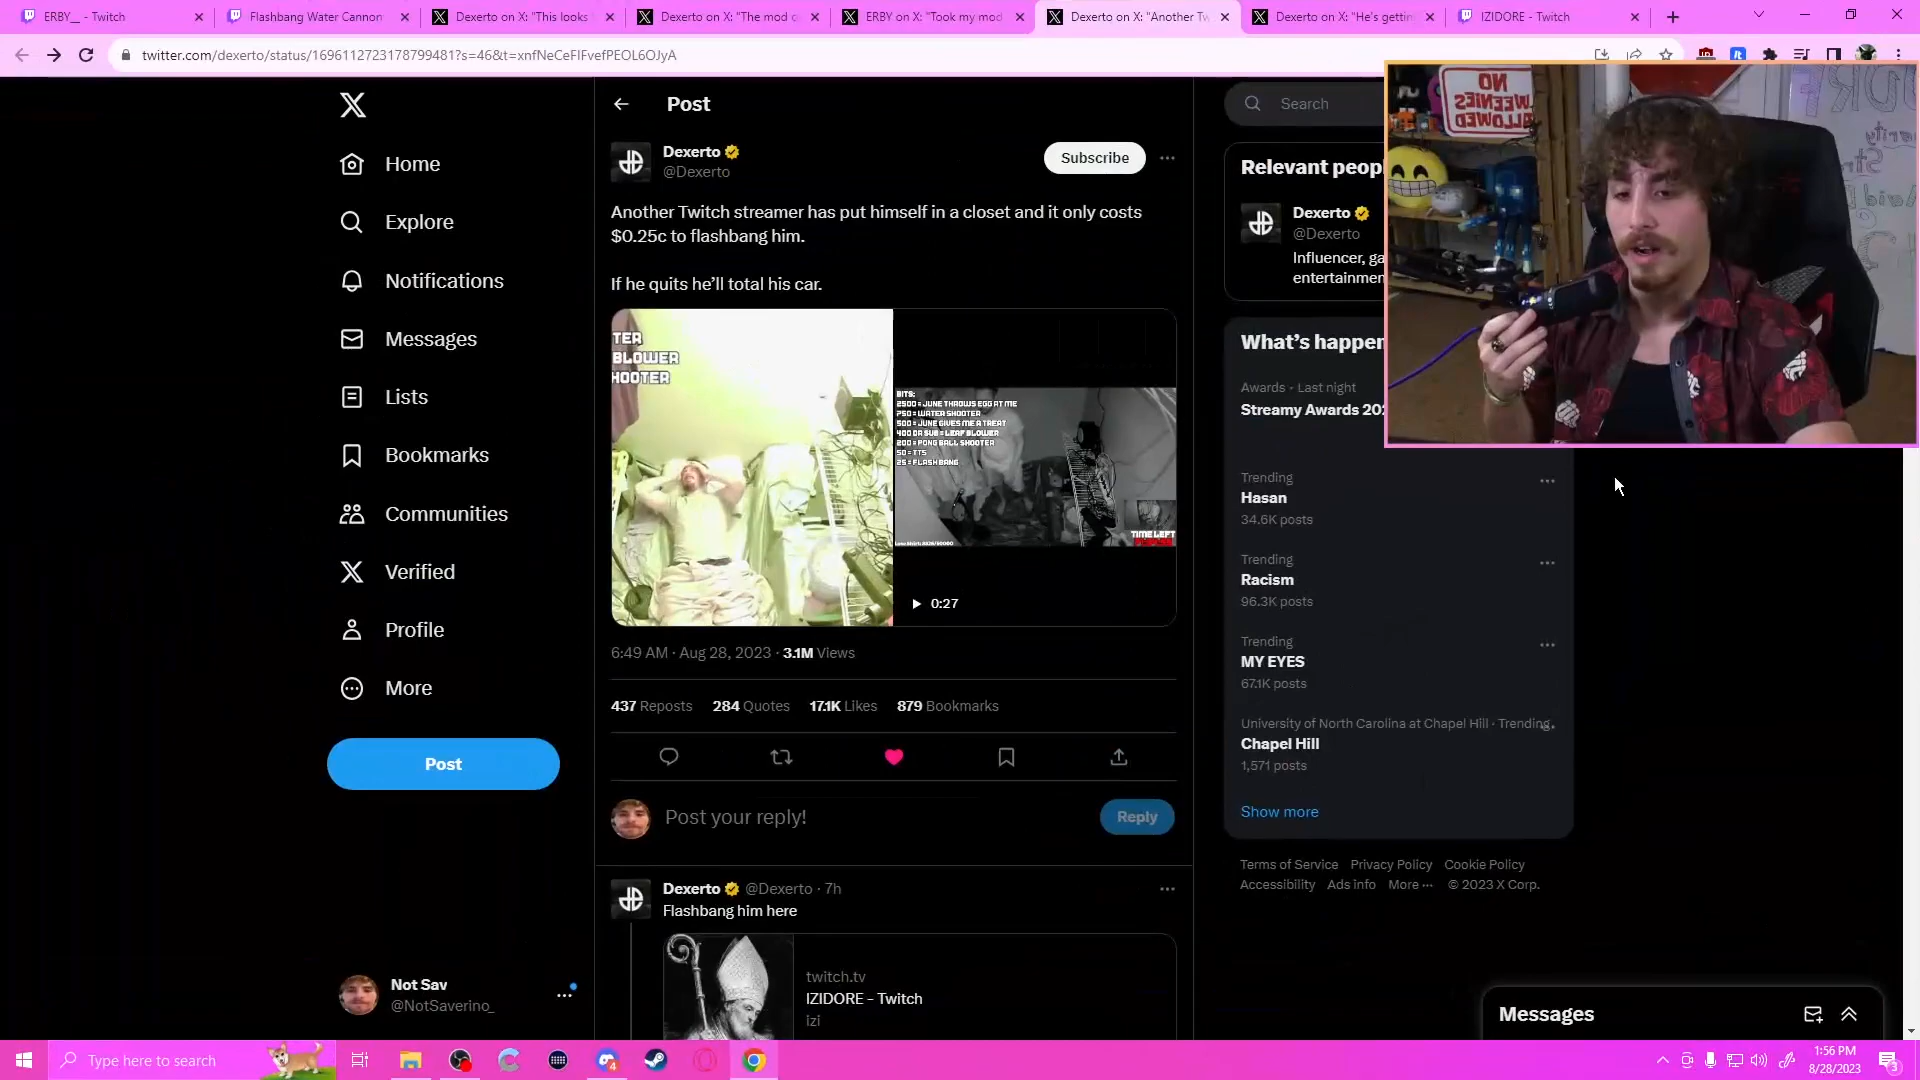 ERBY__ - Twitch
Flashbang Water Cannon
Dexerto on X: "This looks
Dexerto on X: "The mod
ERBY on X: "Took my mod
Dexerto on X: "Another Tw
Dexerto on X: "He's gettin
IZIDORE - Twitch
twitter.com/dexerto/status/1696112723178799481?s=46&t=xnfNeCeFlFvefPEOL6OJyA
Home
Explore
Notifications
Messages
Lists
Bookmarks
Communities
Verified
Profile
More
Post
Not Sav
@NotSaverino_
Post
Dexerto
@Dexerto
Subscribe
Another Twitch streamer has put himself in a closet and it only costs
$0.25c to flashbang him.
If he quits he’ll total his car.
TER
BLOWER
HOOTER
BITS:
2500 = JUNE THROWS EGG AT ME
750 = WATER SHOOTER
500 = JUNE GIVES ME A TREAT
400 OR SUB = LEAF BLOWER
200 = PONG BALL SHOOTER
50 = TTS
25 = FLASH BANG
TIME LEFT
0:27
6:49 AM · Aug 28, 2023 · 3.1M Views
437 Reposts 284 Quotes 17.1K Likes 879 Bookmarks
Post your reply!
Reply
Dexerto @Dexerto · 7h
Flashbang him here
twitch.tv
IZIDORE - Twitch
izi
Search
Relevant peopl
Dexerto
@Dexerto
Influencer, ga
entertainmen
What’s happen
Awards · Last night
Streamy Awards 202
Trending
Hasan
34.6K posts
Trending
Racism
96.3K posts
Trending
MY EYES
67.1K posts
University of North Carolina at Chapel Hill · Trending
Chapel Hill
1,571 posts
Show more
Terms of Service Privacy Policy Cookie Policy
Accessibility Ads info More ··· © 2023 X Corp.
NO
WEENIES
ALLOWED
Messages
Type here to search
1:56 PM
8/28/2023